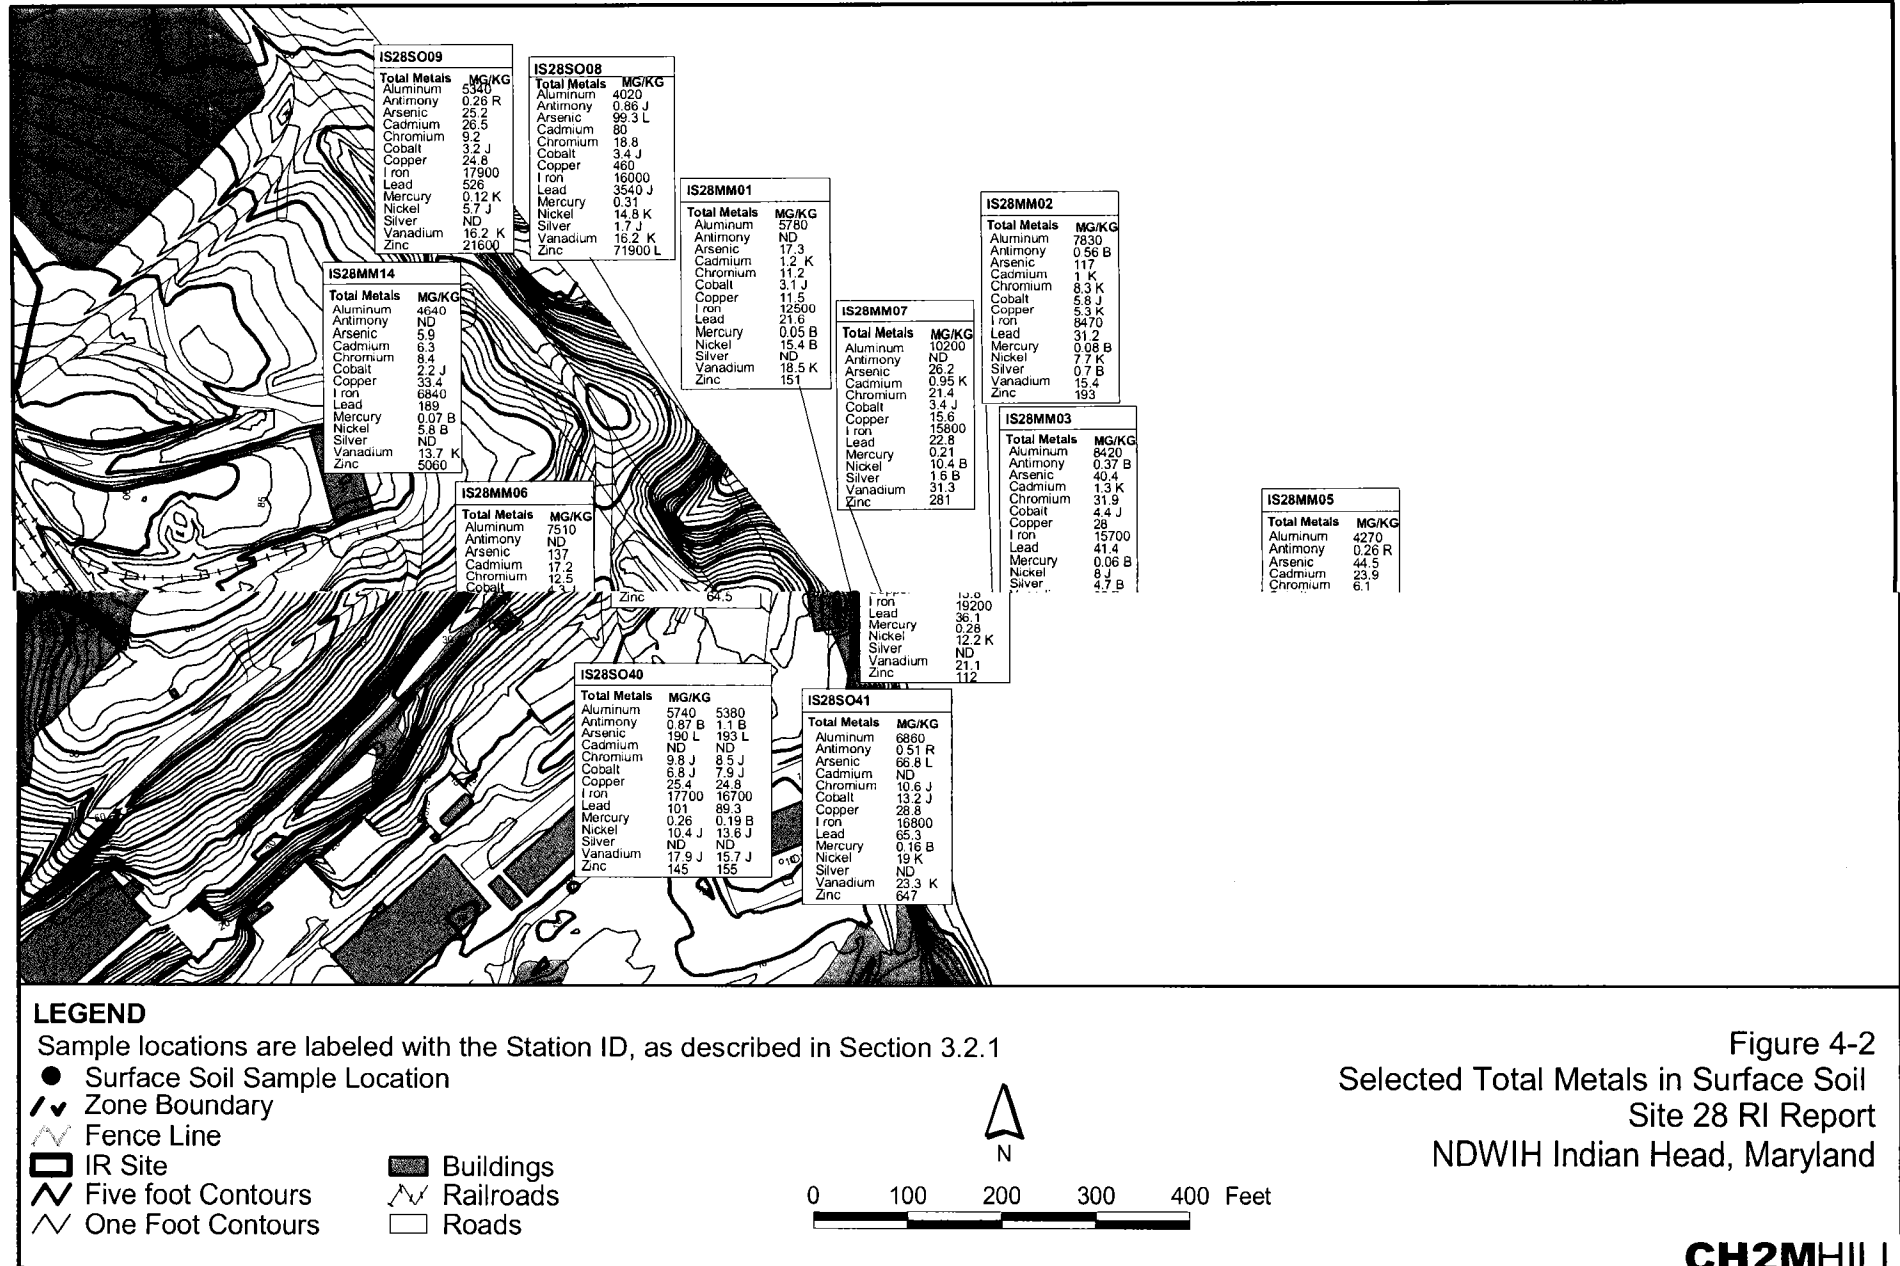 IS28SO09
Total Metals MG/KG
Aluminum 5340
Antimony 0.26 R
Arsenic 25.2
Cadmium 26.5
Chromium 9.2
Cobalt 3.2 J
Copper 24.8
Iron 17900
Lead 526
Mercury 0.12 K
Nickel 5.7 J
Silver ND
Vanadium 16.2 K
Zinc 21600
IS28SO08
Total Metals MG/KG
Aluminum 4020
Antimony 0.86 J
Arsenic 99.3 L
Cadmium 80
Chromium 18.8
Cobalt 3.4 J
Copper 460
Iron 16000
Lead 3540 J
Mercury 0.31
Nickel 14.8 K
Silver 1.7 J
Vanadium 16.2 K
Zinc 71900 L
IS28MM01
Total Metals MG/KG
Aluminum 5780
Antimony ND
Arsenic 17.3
Cadmium 1.2 K
Chromium 11.2
Cobalt 3.1 J
Copper 11.5
Iron 12500
Lead 21.6
Mercury 0.05 B
Nickel 15.4 B
Silver ND
Vanadium 18.5 K
Zinc 151
IS28MM02
Total Metals MG/KG
Aluminum 7830
Antimony 0.56 B
Arsenic 117
Cadmium 1 K
Chromium 8.3 K
Cobalt 5.8 J
Copper 5.3 K
Iron 8470
Lead 31.2
Mercury 0.08 B
Nickel 7.7 K
Silver 0.7 B
Vanadium 15.4
Zinc 193
IS28MM14
Total Metals MG/KG
Aluminum 4640
Antimony ND
Arsenic 5.9
Cadmium 6.3
Chromium 8.4
Cobalt 2.2 J
Copper 33.4
Iron 6840
Lead 189
Mercury 0.07 B
Nickel 5.8 B
Silver ND
Vanadium 13.7 K
Zinc 5060
IS28MM07
Total Metals MG/KG
Aluminum 10200
Antimony ND
Arsenic 26.2
Cadmium 0.95 K
Chromium 21.4
Cobalt 3.4 J
Copper 15.6
Iron 15800
Lead 22.8
Mercury 0.21
Nickel 10.4 B
Silver 1.6 B
Vanadium 31.3
Zinc 281
IS28MM03
Total Metals MG/KG
Aluminum 8420
Antimony 0.37 B
Arsenic 40.4
Cadmium 1.3 K
Chromium 31.9
Cobalt 4.4 J
Copper 28
Iron 15700
Lead 41.4
Mercury 0.06 B
Nickel 8 J
Silver 4.7 B
IS28MM06
Total Metals MG/KG
Aluminum 7510
Antimony ND
Arsenic 137
Cadmium 17.2
Chromium 12.5
Cobalt
IS28MM05
Total Metals MG/KG
Aluminum 4270
Antimony 0.26 R
Arsenic 44.5
Cadmium 23.9
Chromium 6.1
85
Zinc 64.5
Iron 19200
Lead 36.1
Mercury 0.28
Nickel 12.2 K
Silver ND
Vanadium 21.1
Zinc 112
IS28SO40
Total Metals MG/KG
Aluminum 5740 5380
Antimony 0.87 B 1.1 B
Arsenic 190 L 193 L
Cadmium ND ND
Chromium 9.8 J 8.5 J
Cobalt 6.8 J 7.9 J
Copper 25.4 24.8
Iron 17700 16700
Lead 101 89.3
Mercury 0.26 0.19 B
Nickel 10.4 J 13.6 J
Silver ND ND
Vanadium 17.9 J 15.7 J
Zinc 145 155
IS28SO41
Total Metals MG/KG
Aluminum 6860
Antimony 0.51 R
Arsenic 66.8 L
Cadmium ND
Chromium 10.6 J
Cobalt 13.2 J
Copper 28.8
Iron 16800
Lead 65.3
Mercury 0.16 B
Nickel 19 K
Silver ND
Vanadium 23.3 K
Zinc 647
LEGEND
Sample locations are labeled with the Station ID, as described in Section 3.2.1
Surface Soil Sample Location
Zone Boundary
Fence Line
IR Site
Five foot Contours
One Foot Contours
Buildings
Railroads
Roads
N
0 100 200 300 400 Feet
Figure 4-2
Selected Total Metals in Surface Soil
Site 28 RI Report
NDWIH Indian Head, Maryland
CH2MHILL